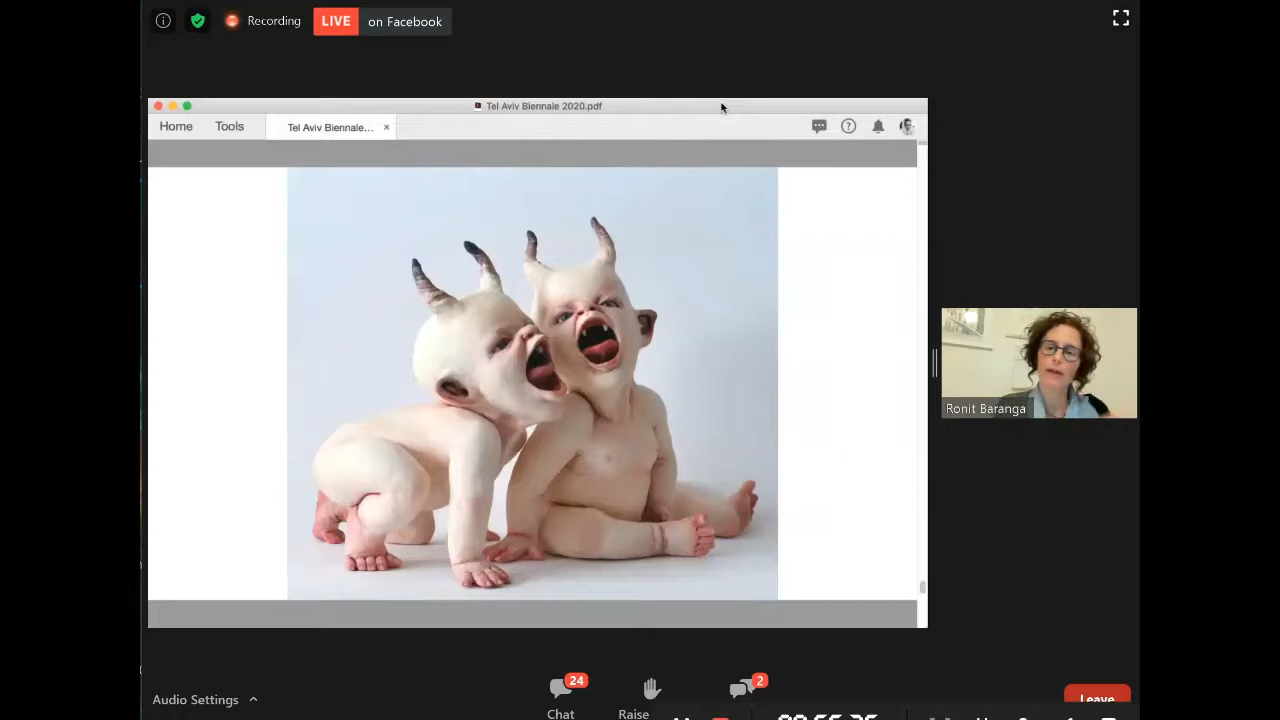 Recording
LIVE on Facebook
Tel Aviv Biennale 2020.pdf
Home Tools Tel Aviv Biennale... ×
Ronit Baranga
Audio Settings
24
2
Chat
Raise
Leave